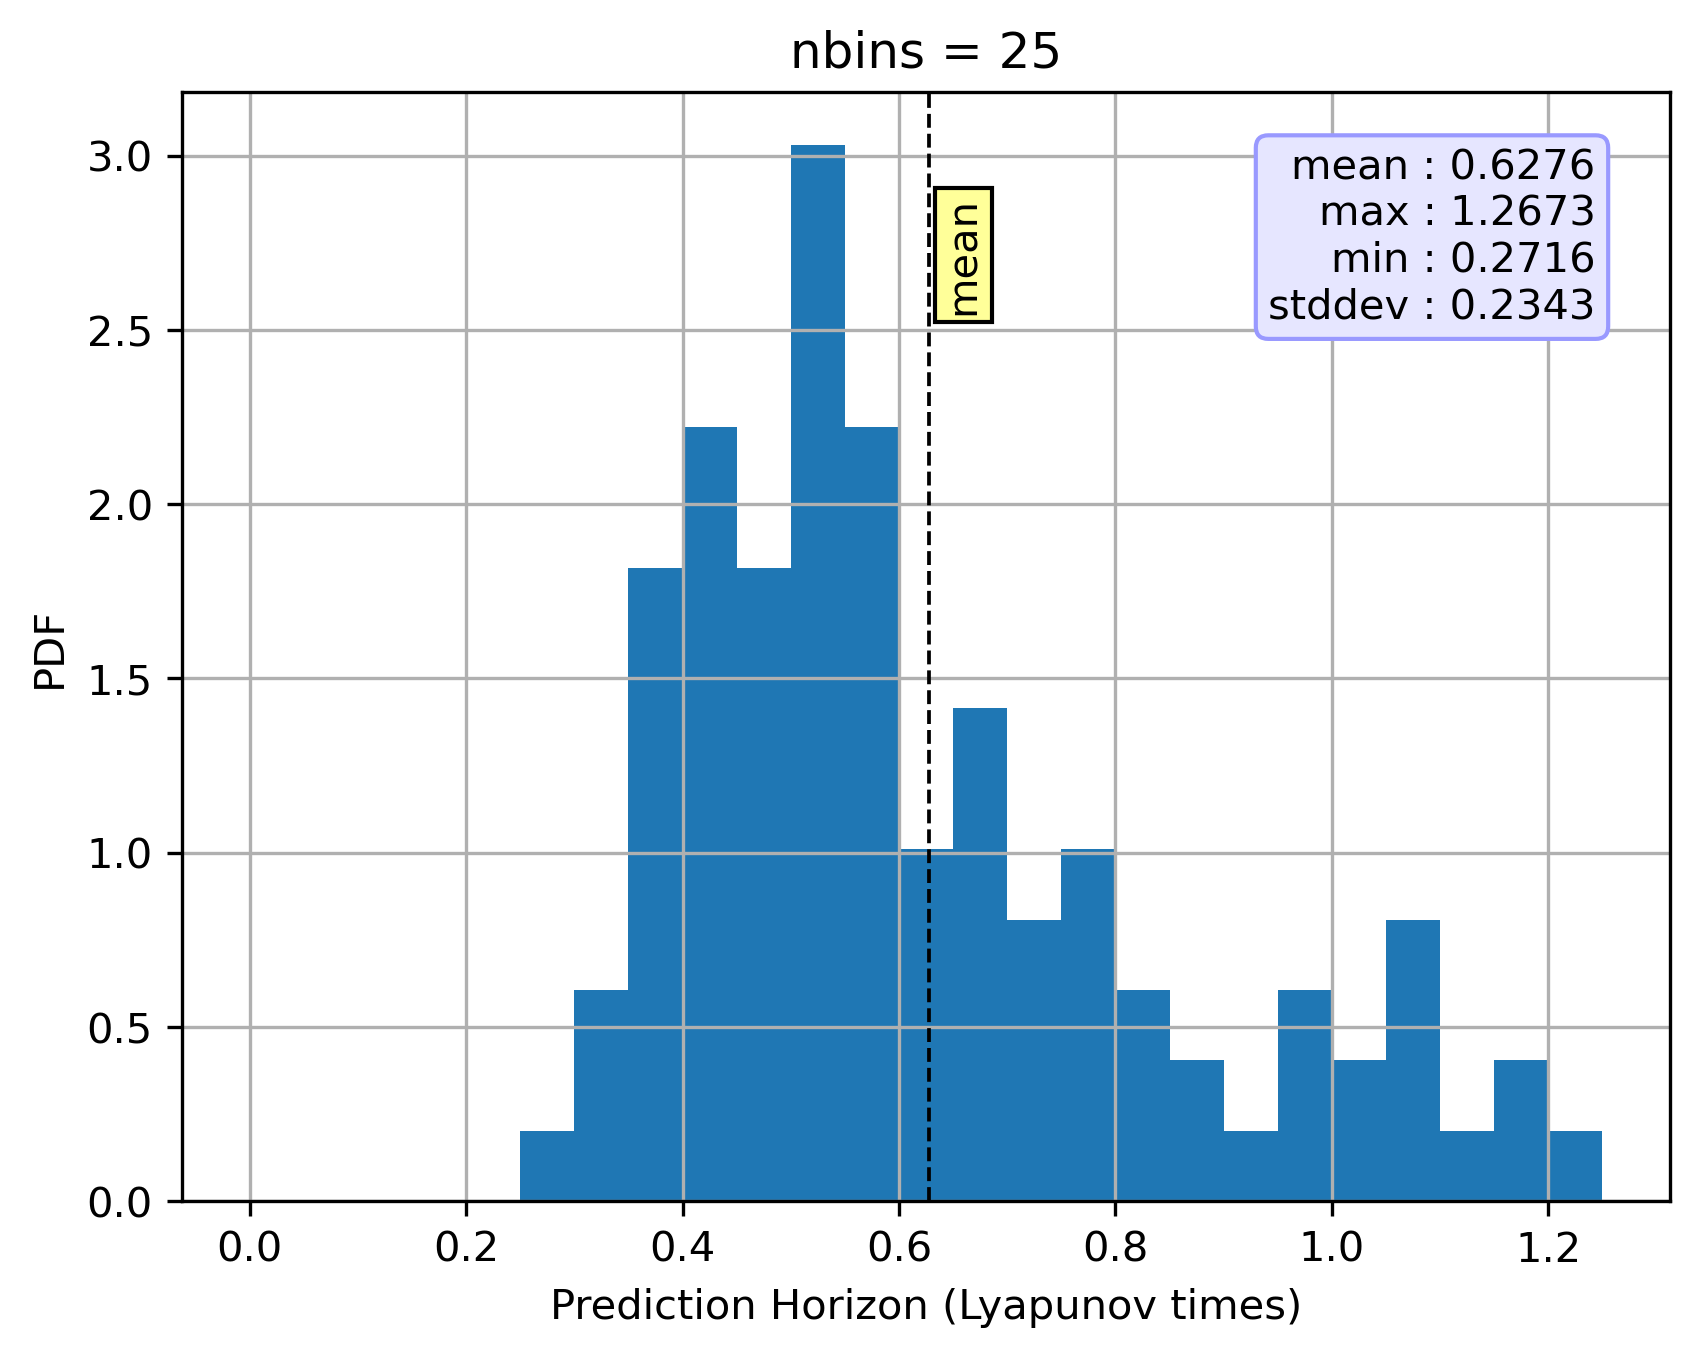 nbins = 25
mean : 0.6276
max : 1.2673
min : 0.2716
stddev : 0.2343
mean
PDF
3.0
2.5
2.0
1.5
1.0
0.5
0.0
0.0 0.2 0.4 0.6 0.8 1.0 1.2
Prediction Horizon (Lyapunov times)